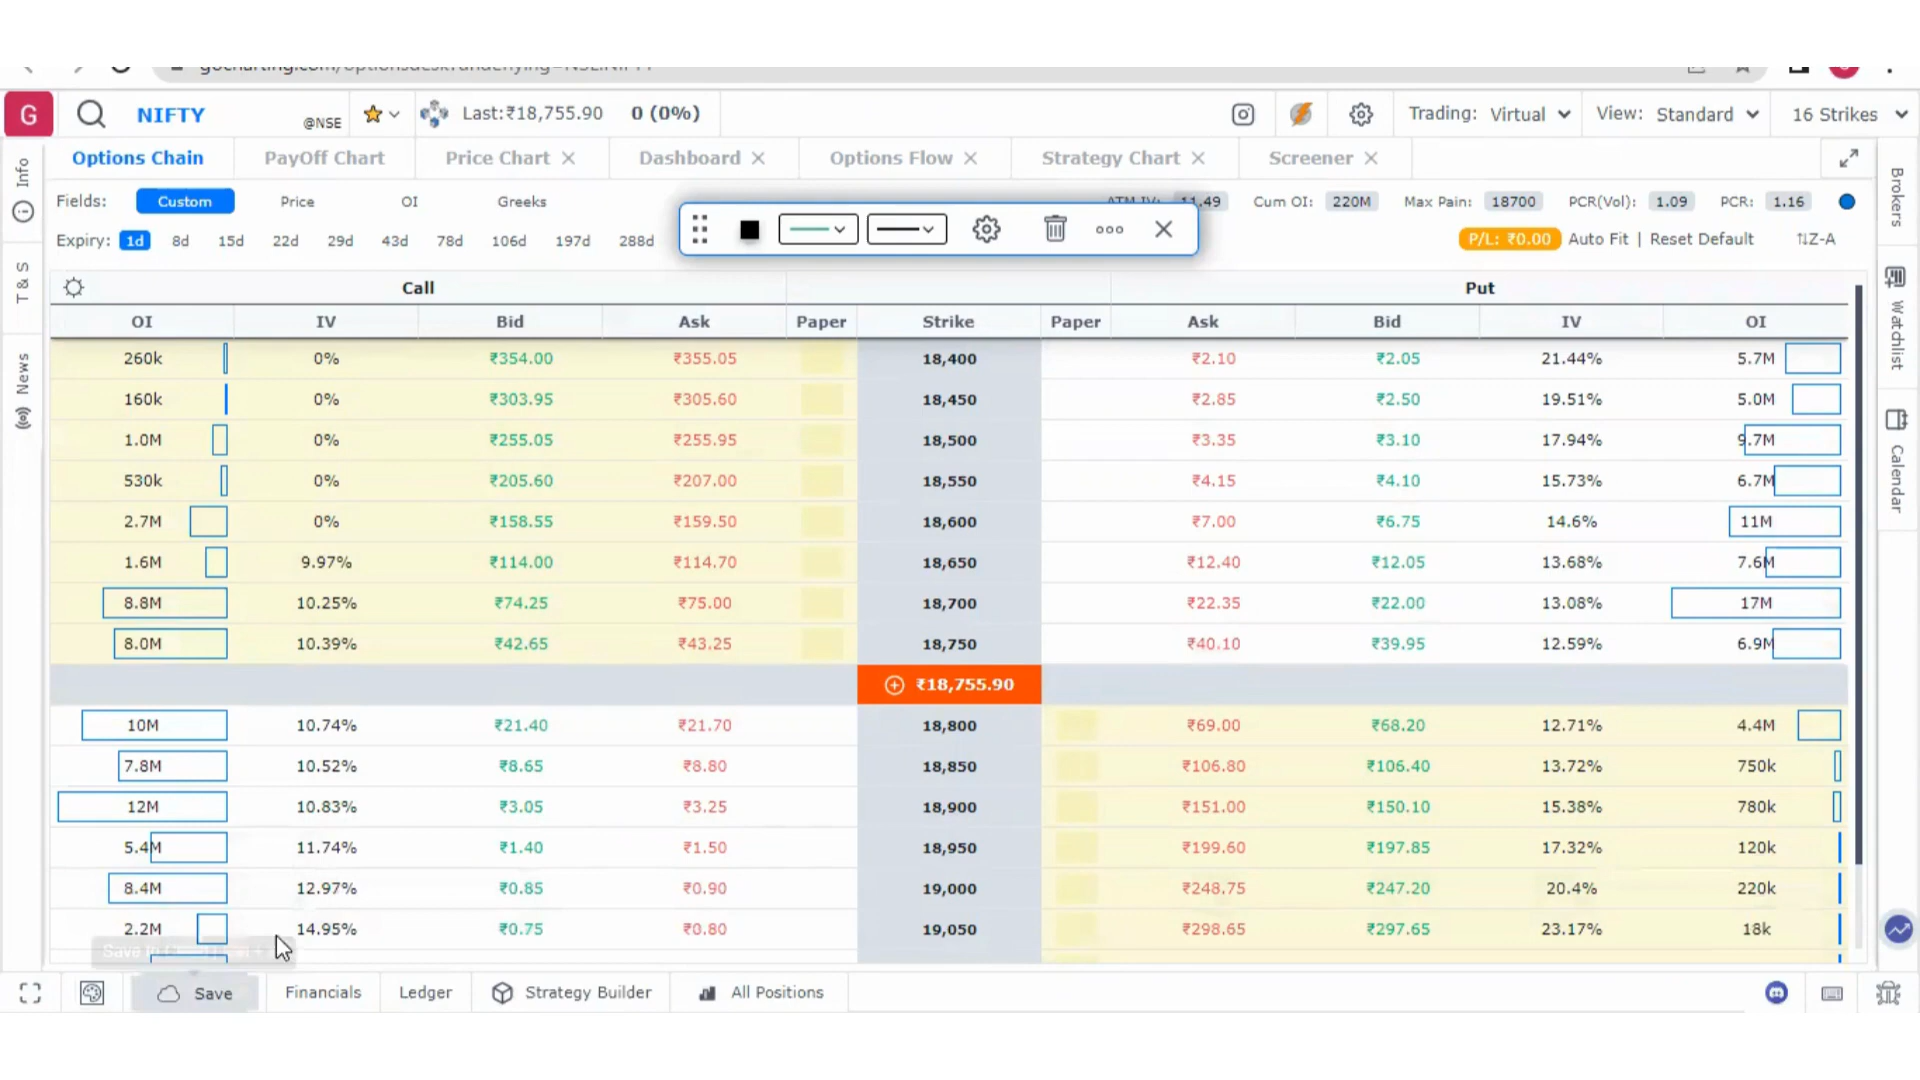 G NIFTY @NSE Last:₹18,755.90 0 (0%) Trading: Virtual View: Standard 16 Strikes
Options Chain PayOff Chart Price Chart Dashboard Options Flow Strategy Chart Screener
Fields: Custom Price OI Greeks Cum OI: 220M Max Pain: 18700 PCR(Vol): 1.09 PCR: 1.16
Expiry: 1d 8d 15d 22d 29d 43d 78d 106d 197d 288d P/L: ₹0.00 Auto Fit | Reset Default ⇅Z-A
Call Put
OI IV Bid Ask Paper Strike Paper Ask Bid IV OI
260k 0% ₹354.00 ₹355.05 18,400 ₹2.10 ₹2.05 21.44% 5.7M
160k 0% ₹303.95 ₹305.60 18,450 ₹2.85 ₹2.50 19.51% 5.0M
1.0M 0% ₹255.05 ₹255.95 18,500 ₹3.35 ₹3.10 17.94% 9.7M
530k 0% ₹205.60 ₹207.00 18,550 ₹4.15 ₹4.10 15.73% 6.7M
2.7M 0% ₹158.55 ₹159.50 18,600 ₹7.00 ₹6.75 14.6% 11M
1.6M 9.97% ₹114.00 ₹114.70 18,650 ₹12.40 ₹12.05 13.68% 7.6M
8.8M 10.25% ₹74.25 ₹75.00 18,700 ₹22.35 ₹22.00 13.08% 17M
8.0M 10.39% ₹42.65 ₹43.25 18,750 ₹40.10 ₹39.95 12.59% 6.9M
₹18,755.90
10M 10.74% ₹21.40 ₹21.70 18,800 ₹69.00 ₹68.20 12.71% 4.4M
7.8M 10.52% ₹8.65 ₹8.80 18,850 ₹106.80 ₹106.40 13.72% 750k
12M 10.83% ₹3.05 ₹3.25 18,900 ₹151.00 ₹150.10 15.38% 780k
5.4M 11.74% ₹1.40 ₹1.50 18,950 ₹199.60 ₹197.85 17.32% 120k
8.4M 12.97% ₹0.85 ₹0.90 19,000 ₹248.75 ₹247.20 20.4% 220k
2.2M 14.95% ₹0.75 ₹0.80 19,050 ₹298.65 ₹297.65 23.17% 18k
Save Financials Ledger Strategy Builder All Positions
Info
T & S
News
Brokers
Watchlist
Calendar